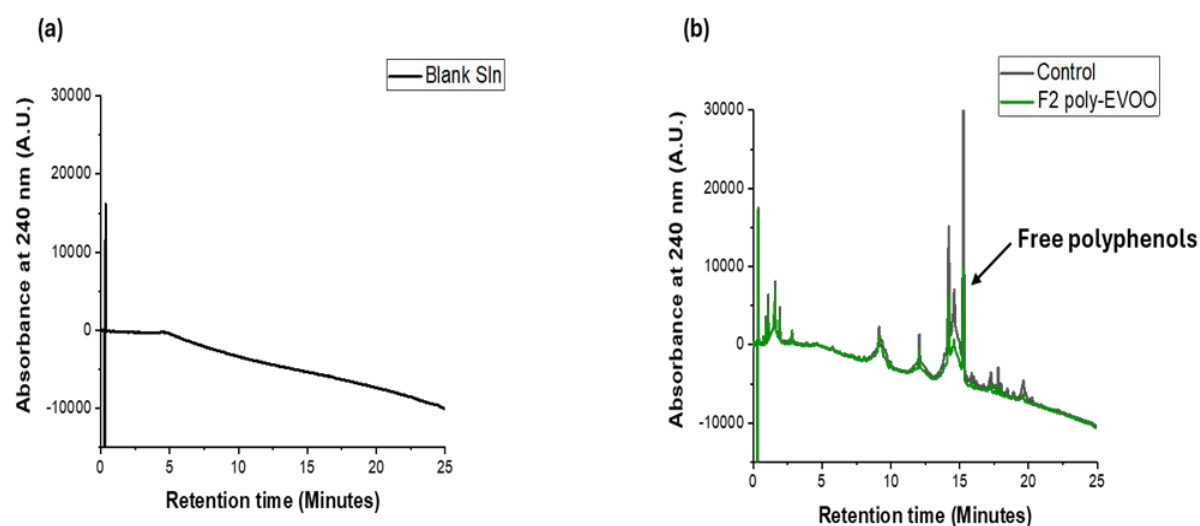 (a)
Blank Sln
30000
20000
10000
0
-10000
0 5 10 15 20 25
Absorbance at 240 nm (A.U.)
Retention time (Minutes)
(b)
Control
F2 poly-EVOO
30000
20000
10000
0
-10000
0 5 10 15 20 25
Absorbance at 240 nm (A.U.)
Free polyphenols
Retention time (Minutes)